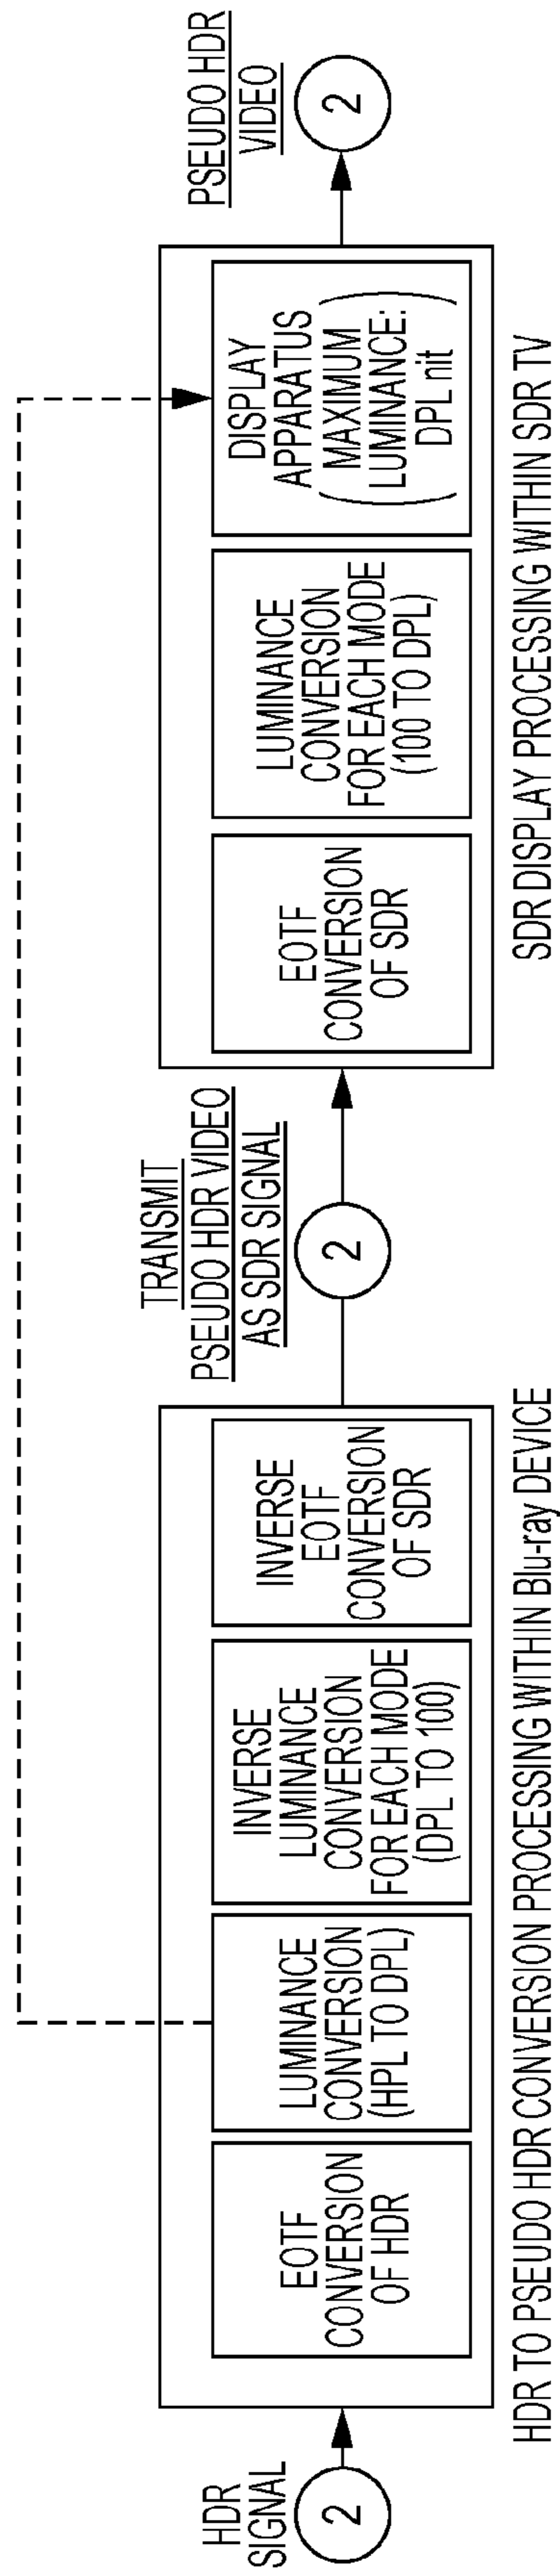 HDR
SIGNAL
2
EOTF
CONVERSION
OF HDR
LUMINANCE
CONVERSION
(HPL TO DPL)
INVERSE
LUMINANCE
CONVERSION
FOR EACH MODE
(DPL TO 100)
INVERSE
EOTF
CONVERSION
OF SDR
HDR TO PSEUDO HDR CONVERSION PROCESSING WITHIN Blu-ray DEVICE
TRANSMIT
PSEUDO HDR VIDEO
AS SDR SIGNAL
2
EOTF
CONVERSION
OF SDR
LUMINANCE
CONVERSION
FOR EACH MODE
(100 TO DPL)
DISPLAY
APPARATUS
(MAXIMUM
LUMINANCE:
DPL nit)
SDR DISPLAY PROCESSING WITHIN SDR TV
PSEUDO HDR
VIDEO
2